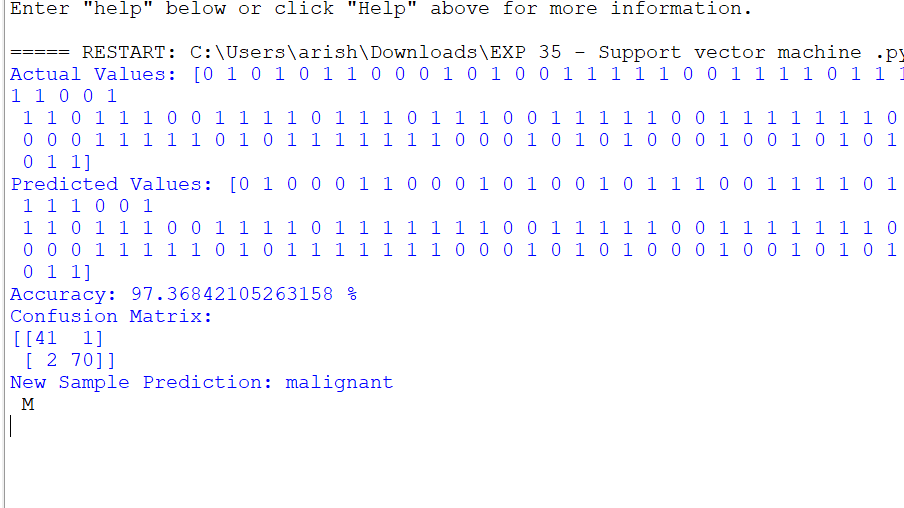 Enter "help" below or click "Help" above for more information.
===== RESTART: C:\Users\arish\Downloads\EXP 35 - Support vector machine .py
Actual Values: [0 1 0 1 0 1 1 0 0 0 1 0 1 0 0 1 1 1 1 1 0 0 1 1 1 1 0 1 1 1
1 1 0 0 1
1 1 0 1 1 1 0 0 1 1 1 1 0 1 1 1 0 1 1 1 0 0 1 1 1 1 1 0 0 1 1 1 1 1 1 1 0
0 0 0 1 1 1 1 1 0 1 0 1 1 1 1 1 1 1 0 0 0 1 0 1 0 1 0 0 0 1 0 0 1 0 1 0 1
0 1 1]
Predicted Values: [0 1 0 0 0 1 1 0 0 0 1 0 1 0 0 1 0 1 1 1 0 0 1 1 1 1 0 1
1 1 1 0 0 1
1 1 0 1 1 1 0 0 1 1 1 1 0 1 1 1 1 1 1 1 0 0 1 1 1 1 1 0 0 1 1 1 1 1 1 1 0
0 0 0 1 1 1 1 1 0 1 0 1 1 1 1 1 1 1 0 0 0 1 0 1 0 1 0 0 0 1 0 0 1 0 1 0 1
0 1 1]
Accuracy: 97.36842105263158 %
Confusion Matrix:
[[41 1]
[ 2 70]]
New Sample Prediction: malignant
M